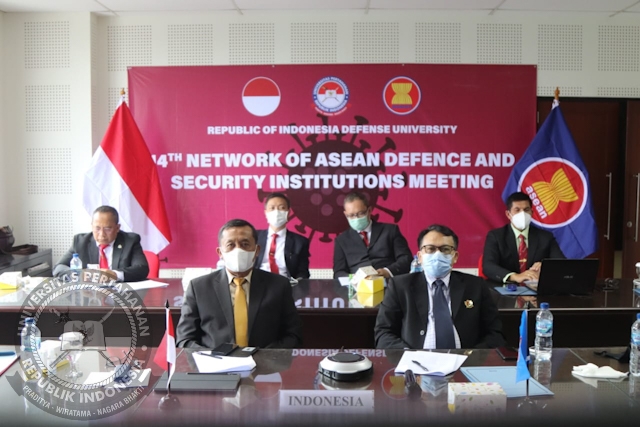 REPUBLIC OF INDONESIA DEFENSE UNIVERSITY
14TH NETWORK OF ASEAN DEFENCE AND
SECURITY INSTITUTIONS MEETING
asean
INDONESIA
UNIVERSITAS PERTAHANAN
REPUBLIK INDONESIA